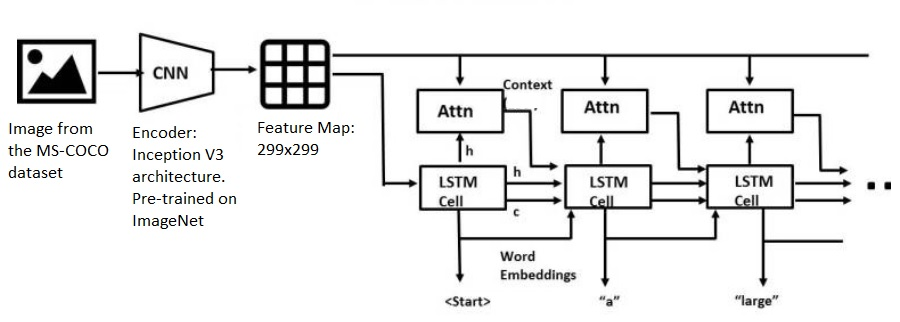 CNN
Image from
the MS-COCO
dataset
Encoder:
Inception V3
architecture.
Pre-trained on
ImageNet
Feature Map:
299x299
Context
Attn
Attn
Attn
h
LSTM
Cell
h
c
LSTM
Cell
LSTM
Cell
Word
Embeddings
<Start>
“a”
“large”